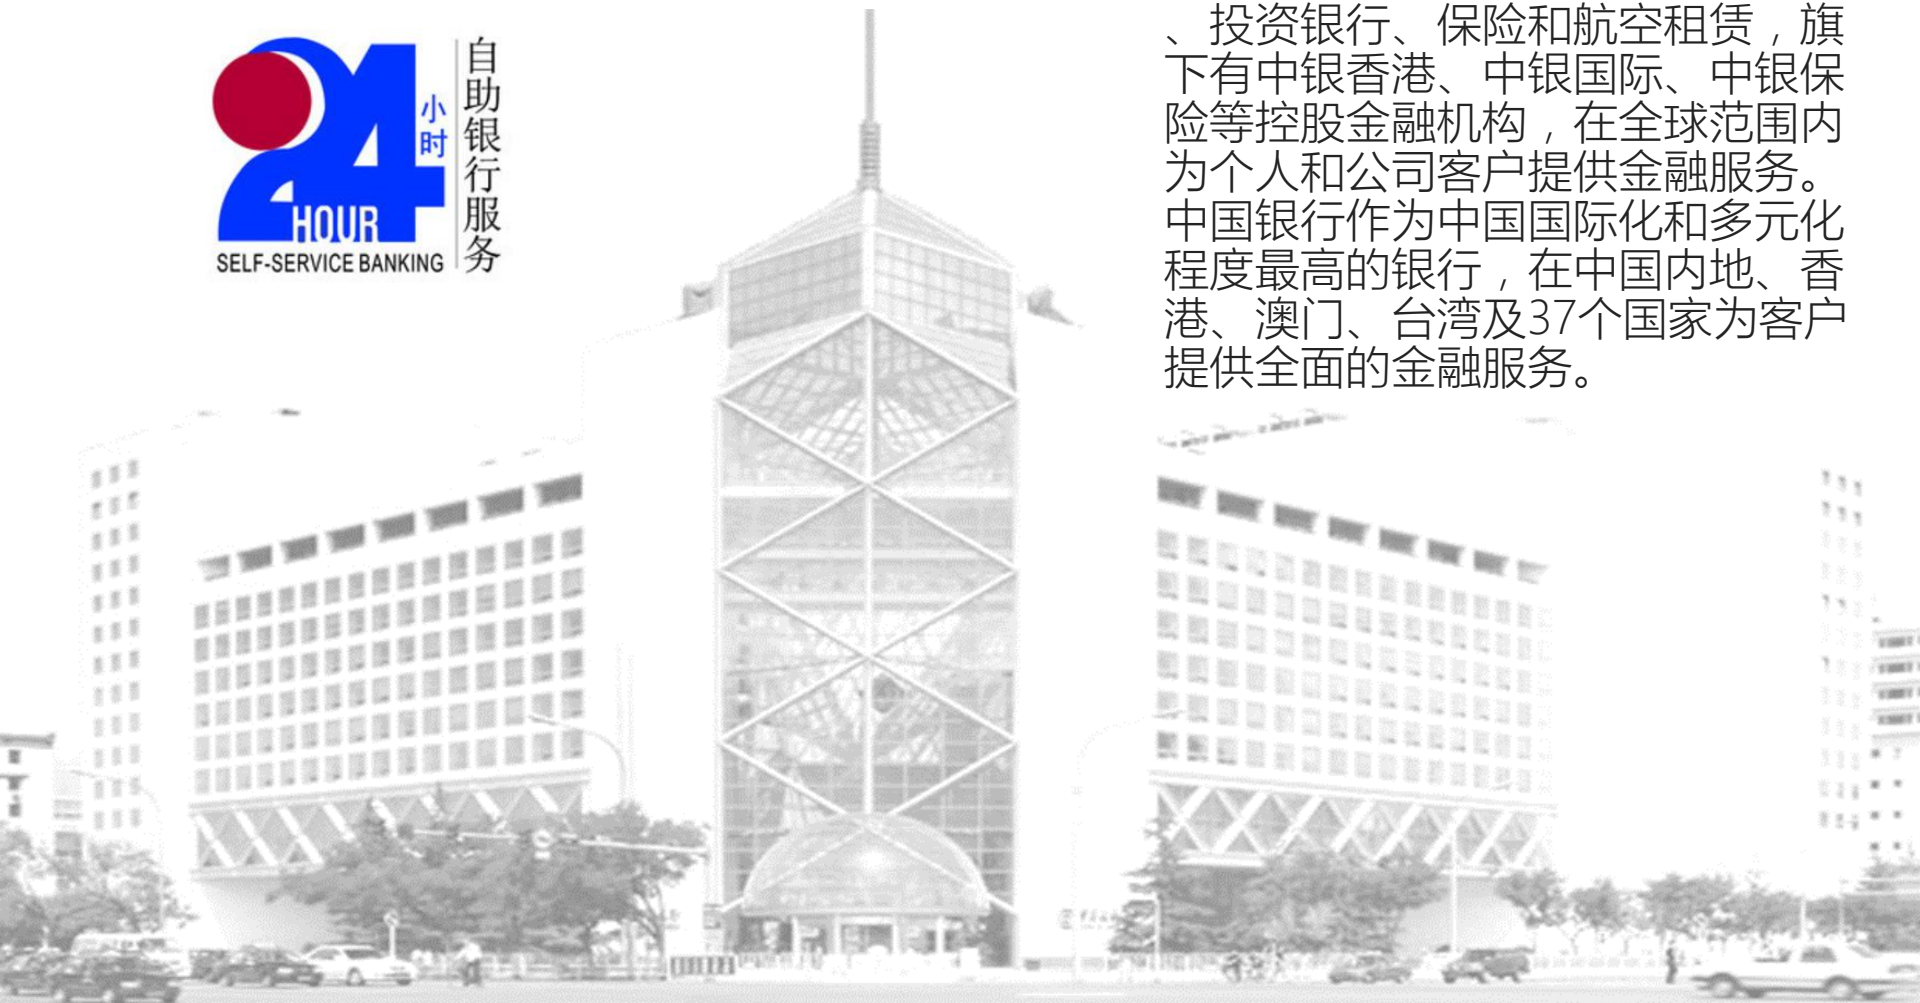 24
小时
HOUR
SELF-SERVICE BANKING
自助银行服务
、投资银行、保险和航空租赁，旗
下有中银香港、中银国际、中银保
险等控股金融机构，在全球范围内
为个人和公司客户提供金融服务。
中国银行作为中国国际化和多元化
程度最高的银行，在中国内地、香
港、澳门、台湾及37个国家为客户
提供全面的金融服务。